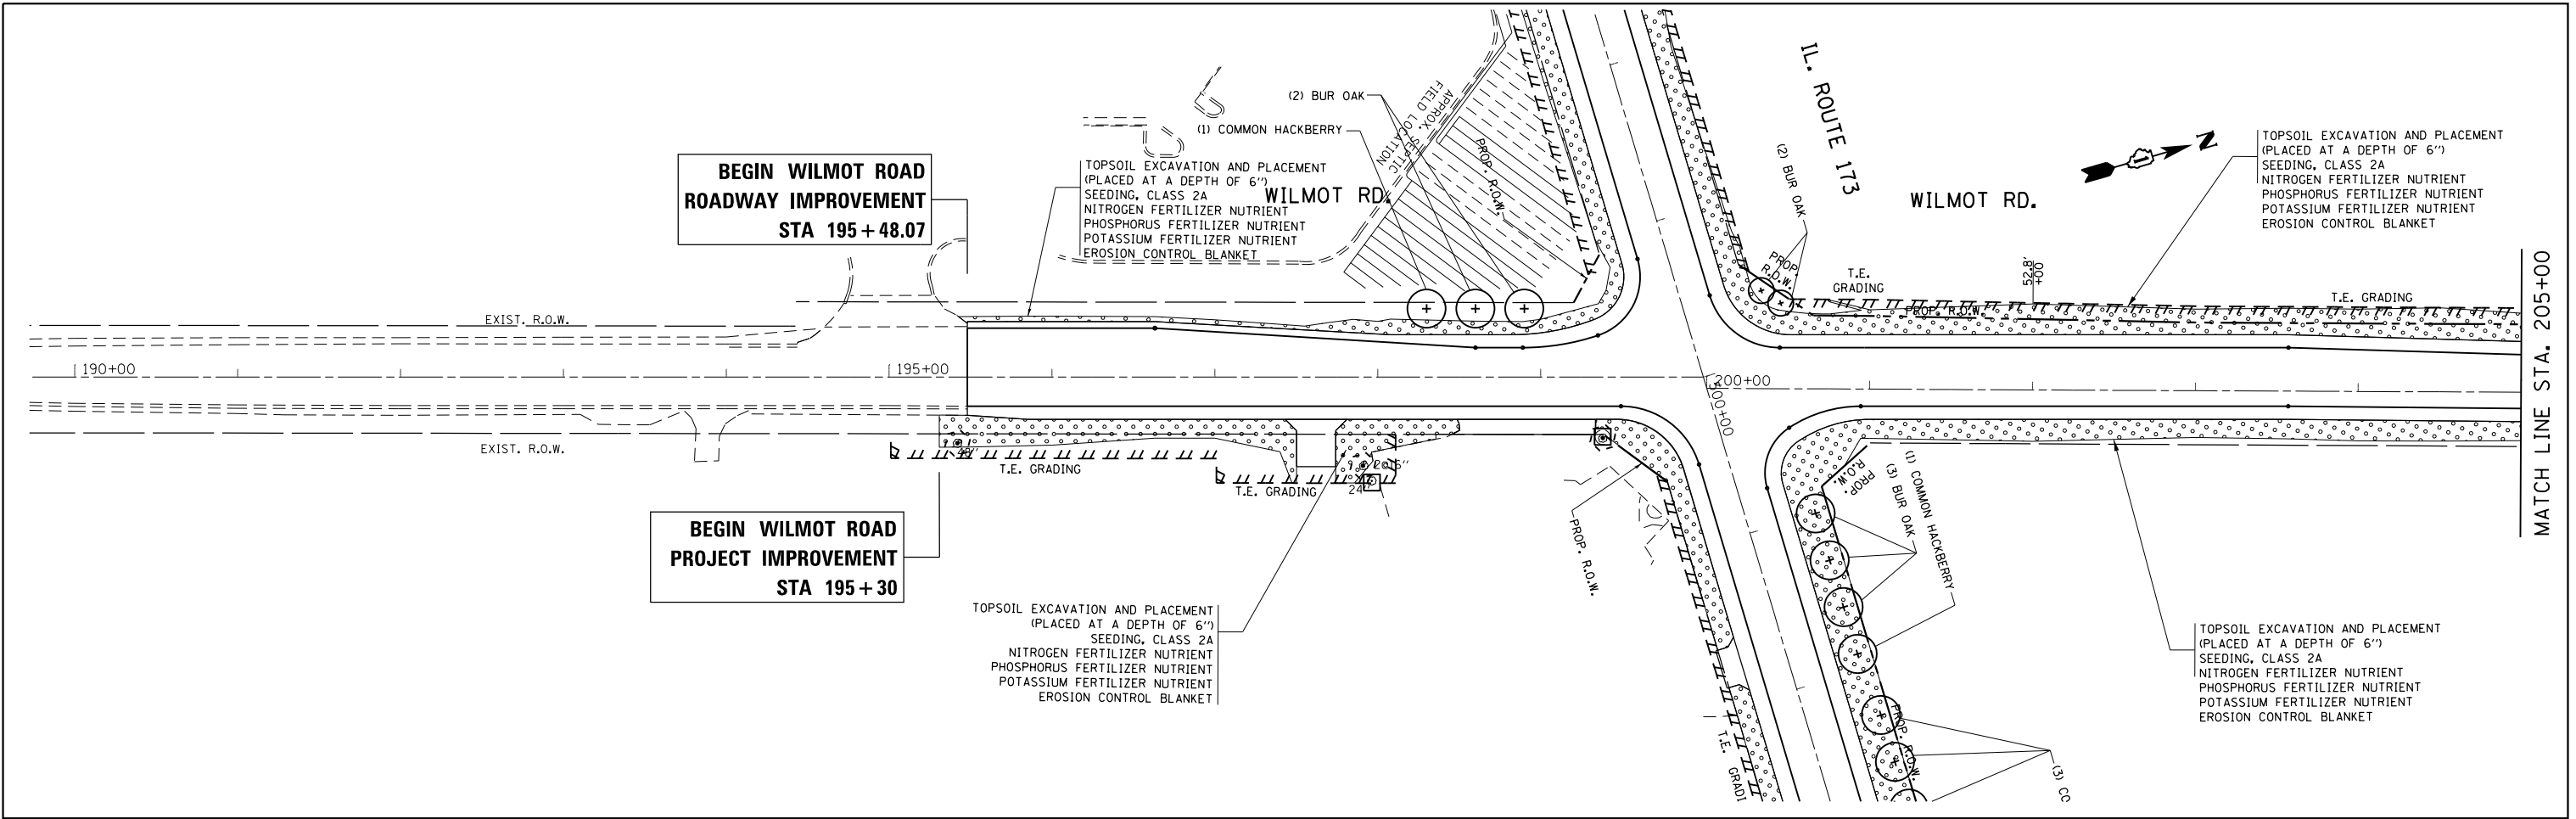 BEGIN WILMOT ROAD
ROADWAY IMPROVEMENT
STA 195+48.07
TOPSOIL EXCAVATION AND PLACEMENT
(PLACED AT A DEPTH OF 6")
SEEDING, CLASS 2A
NITROGEN FERTILIZER NUTRIENT
PHOSPHORUS FERTILIZER NUTRIENT
POTASSIUM FERTILIZER NUTRIENT
EROSION CONTROL BLANKET
WILMOT RD.
(2) BUR OAK
(1) COMMON HACKBERRY
APPROX. SEPTIC
FIELD LOCATION
PROP. R.O.W.
IL. ROUTE 173
(2) BUR OAK
PROP.
R.O.W.
T.E.
GRADING
WILMOT RD.
N
52.8'
+00
TOPSOIL EXCAVATION AND PLACEMENT
(PLACED AT A DEPTH OF 6")
SEEDING, CLASS 2A
NITROGEN FERTILIZER NUTRIENT
PHOSPHORUS FERTILIZER NUTRIENT
POTASSIUM FERTILIZER NUTRIENT
EROSION CONTROL BLANKET
T.E. GRADING
PROP. R.O.W.
MATCH LINE STA. 205+00
EXIST. R.O.W.
190+00
195+00
200+00
500+00
EXIST. R.O.W.
T.E. GRADING
T.E. GRADING
24"
BEGIN WILMOT ROAD
PROJECT IMPROVEMENT
STA 195+30
TOPSOIL EXCAVATION AND PLACEMENT
(PLACED AT A DEPTH OF 6")
SEEDING, CLASS 2A
NITROGEN FERTILIZER NUTRIENT
PHOSPHORUS FERTILIZER NUTRIENT
POTASSIUM FERTILIZER NUTRIENT
EROSION CONTROL BLANKET
PROP. R.O.W.
T.E. GRADI
PROP.
R.O.W.
(1) COMMON HACKBERRY
(3) BUR OAK
PROP. R.O.W.
(3) CO
TOPSOIL EXCAVATION AND PLACEMENT
(PLACED AT A DEPTH OF 6")
SEEDING, CLASS 2A
NITROGEN FERTILIZER NUTRIENT
PHOSPHORUS FERTILIZER NUTRIENT
POTASSIUM FERTILIZER NUTRIENT
EROSION CONTROL BLANKET